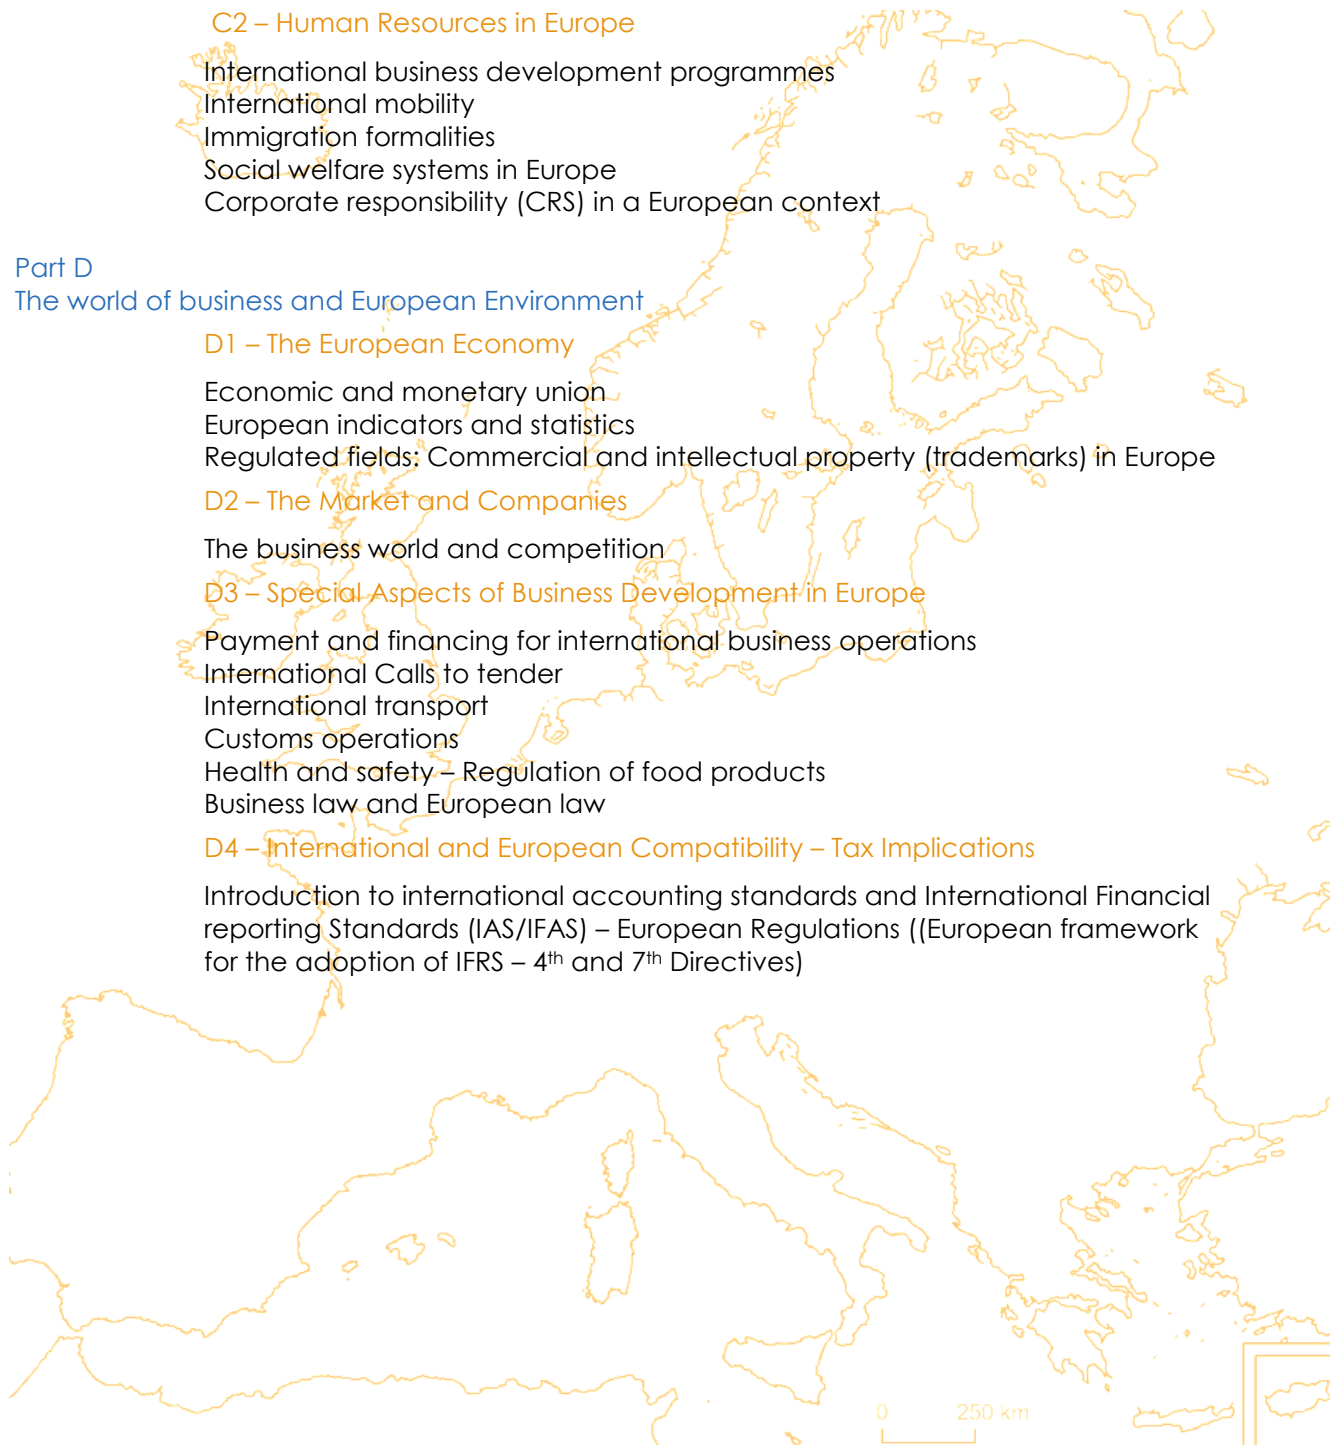 C2 – Human Resources in Europe
International business development programmes
International mobility
Immigration formalities
Social welfare systems in Europe
Corporate responsibility (CRS) in a European context
Part D
The world of business and European Environment
D1 – The European Economy
Economic and monetary union
European indicators and statistics
Regulated fields: Commercial and intellectual property (trademarks) in Europe
D2 – The Market and Companies
The business world and competition
D3 – Special Aspects of Business Development in Europe
Payment and financing for international business operations
International Calls to tender
International transport
Customs operations
Health and safety – Regulation of food products
Business law and European law
D4 – International and European Compatibility – Tax Implications
Introduction to international accounting standards and International Financial
reporting Standards (IAS/IFAS) – European Regulations ((European framework
for the adoption of IFRS – 4th and 7th Directives)
0 250 km